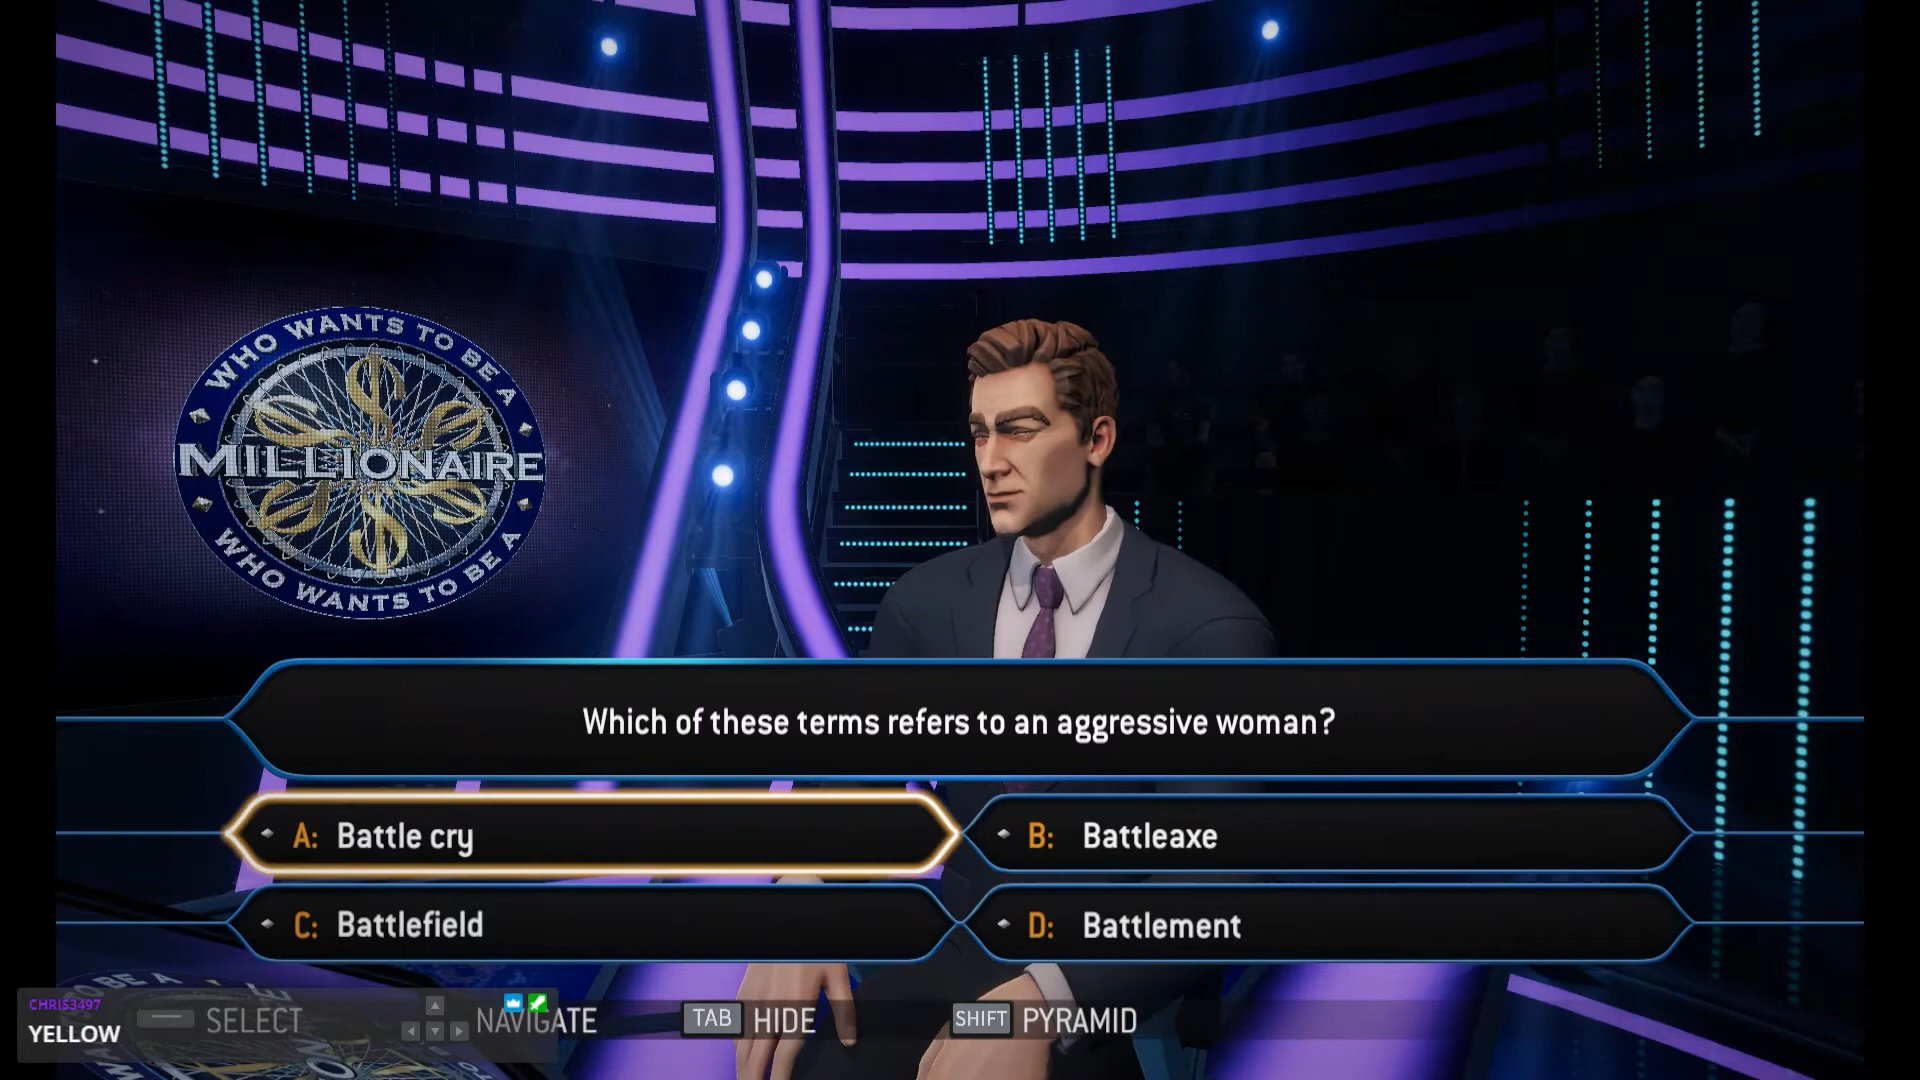 WHO WANTS TO BE A
MILLIONAIRE
WHO WANTS TO BE A
Which of these terms refers to an aggressive woman?
A: Battle cry
B: Battleaxe
C: Battlefield
D: Battlement
BE A
CHRIS3497
YELLOW
SELECT
NAVIGATE
TAB HIDE
SHIFT PYRAMID